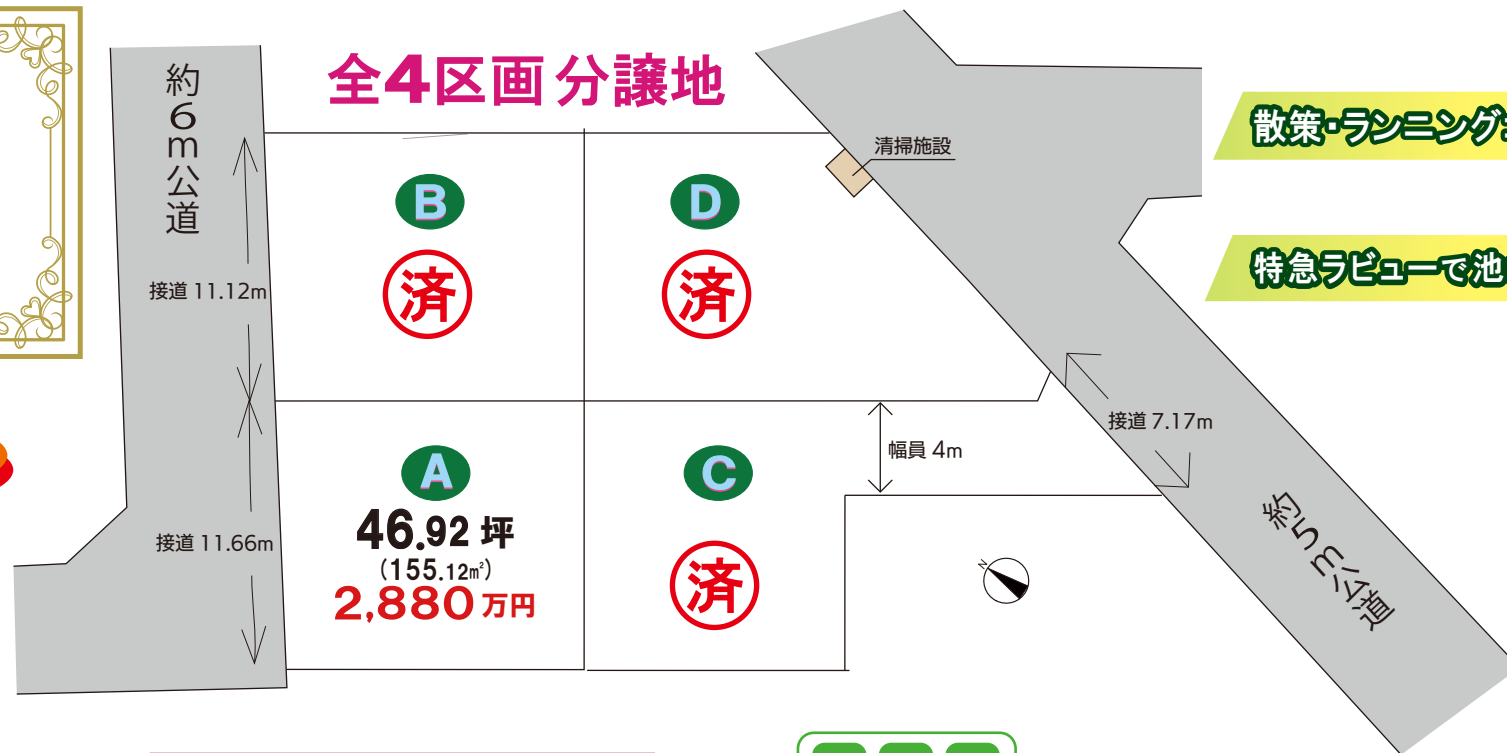 全4区画 分譲地
約6m公道
清掃施設
散策・ランニング
特急ラビューで池
B
済
D
済
接道 11.12m
接道 7.17m
幅員 4m
A
46.92 坪
(155.12㎡)
2,880 万円
C
済
接道 11.66m
N
約5m公道